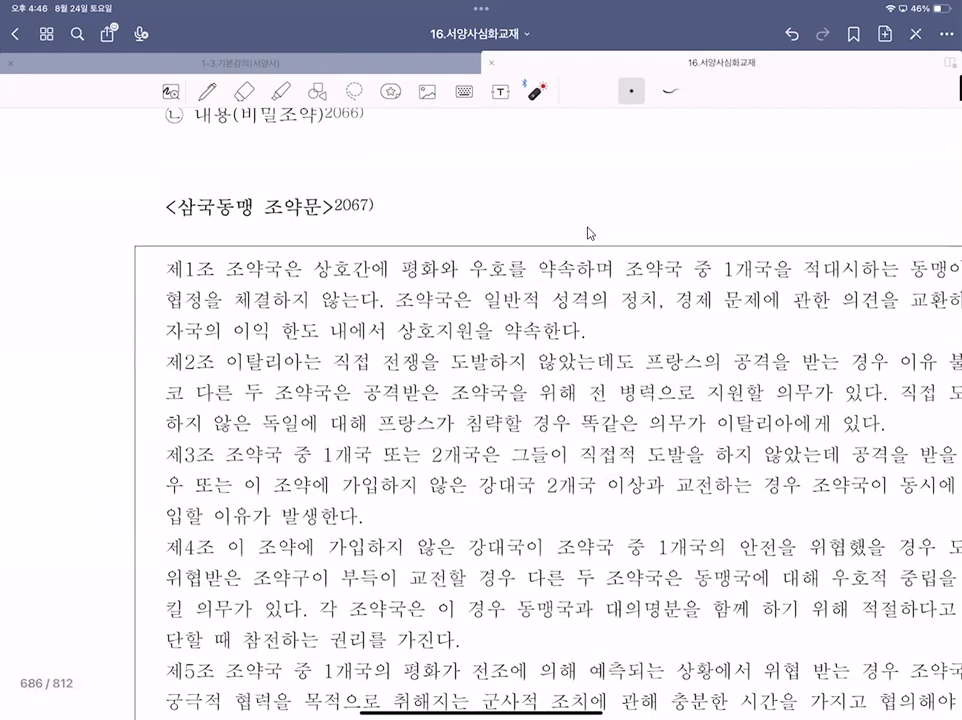 오후 4:46 8월 24일 토요일
46%
16.서양사심화교재
1-3.기본강의(서양사)
16.서양사심화교재
㉡ 내용(비밀조약)2066)
<삼국동맹 조약문>2067)
제1조 조약국은 상호간에 평화와 우호를 약속하며 조약국 중 1개국을 적대시하는 동맹이
협정을 체결하지 않는다. 조약국은 일반적 성격의 정치, 경제 문제에 관한 의견을 교환하
자국의 이익 한도 내에서 상호지원을 약속한다.
제2조 이탈리아는 직접 전쟁을 도발하지 않았는데도 프랑스의 공격을 받는 경우 이유 불
코 다른 두 조약국은 공격받은 조약국을 위해 전 병력으로 지원할 의무가 있다. 직접 도
하지 않은 독일에 대해 프랑스가 침략할 경우 똑같은 의무가 이탈리아에게 있다.
제3조 조약국 중 1개국 또는 2개국은 그들이 직접적 도발을 하지 않았는데 공격을 받을
우 또는 이 조약에 가입하지 않은 강대국 2개국 이상과 교전하는 경우 조약국이 동시에
입할 이유가 발생한다.
제4조 이 조약에 가입하지 않은 강대국이 조약국 중 1개국의 안전을 위협했을 경우 도
위협받은 조약구이 부득이 교전할 경우 다른 두 조약국은 동맹국에 대해 우호적 중립을
킬 의무가 있다. 각 조약국은 이 경우 동맹국과 대의명분을 함께 하기 위해 적절하다고
단할 때 참전하는 권리를 가진다.
제5조 조약국 중 1개국의 평화가 전조에 의해 예측되는 상황에서 위협 받는 경우 조약국
궁극적 협력을 목적으로 취해지는 군사적 조치에 관해 충분한 시간을 가지고 협의해야
686 / 812